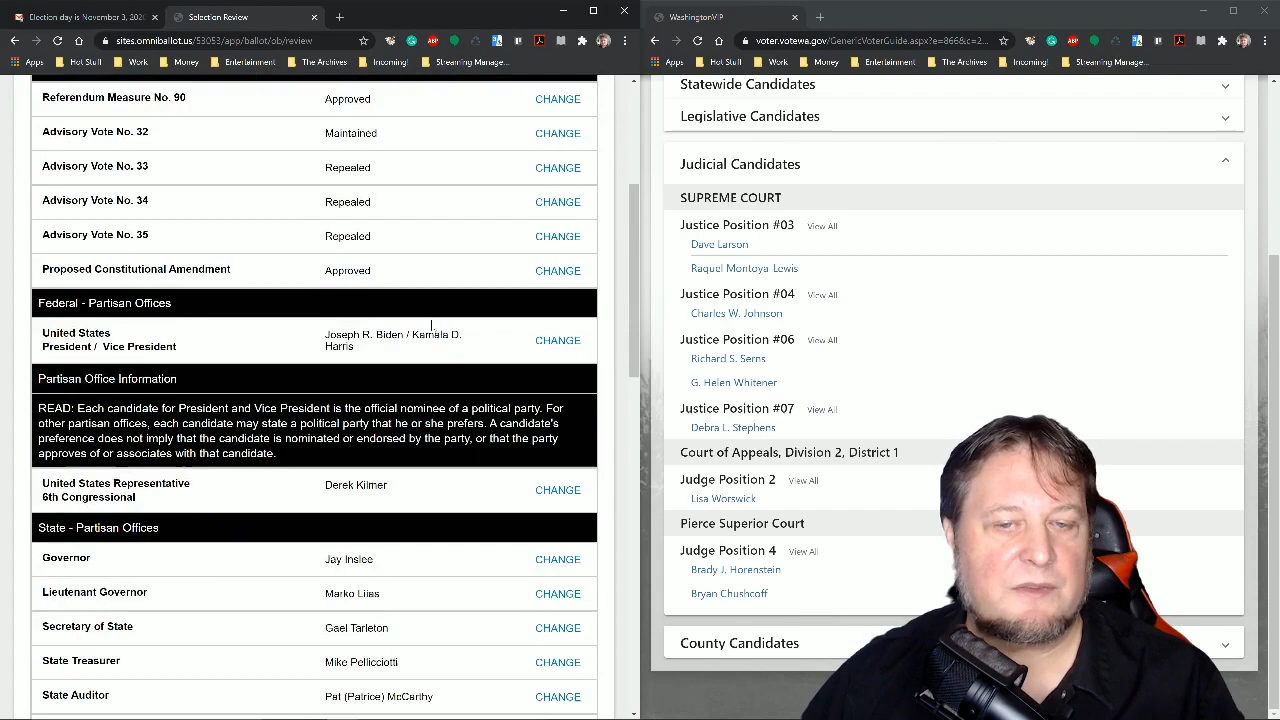 Election day is November 3, 2020
Selection Review
sites.omniballot.us/53053/app/ballot/ob/review
Apps
Hot Stuff
Work
Money
Entertainment
The Archives
Incoming!
Streaming Manage...
Referendum Measure No. 90
Approved
CHANGE
Advisory Vote No. 32
Maintained
CHANGE
Advisory Vote No. 33
Repealed
CHANGE
Advisory Vote No. 34
Repealed
CHANGE
Advisory Vote No. 35
Repealed
CHANGE
Proposed Constitutional Amendment
Approved
CHANGE
Federal - Partisan Offices
United States
President / Vice President
Joseph R. Biden / Kamala D.
Harris
CHANGE
Partisan Office Information
READ: Each candidate for President and Vice President is the official nominee of a political party. For
other partisan offices, each candidate may state a political party that he or she prefers. A candidate's
preference does not imply that the candidate is nominated or endorsed by the party, or that the party
approves of or associates with that candidate.
United States Representative
6th Congressional
Derek Kilmer
CHANGE
State - Partisan Offices
Governor
Jay Inslee
CHANGE
Lieutenant Governor
Marko Liias
CHANGE
Secretary of State
Gael Tarleton
CHANGE
State Treasurer
Mike Pellicciotti
CHANGE
State Auditor
Pat (Patrice) McCarthy
CHANGE
WashingtonVIP
voter.votewa.gov/GenericVoterGuide.aspx?e=866&c=2...
Apps
Hot Stuff
Work
Money
Entertainment
The Archives
Incoming!
Streaming Manage...
Statewide Candidates
Legislative Candidates
Judicial Candidates
SUPREME COURT
Justice Position #03 View All
Dave Larson
Raquel Montoya-Lewis
Justice Position #04 View All
Charles W. Johnson
Justice Position #06 View All
Richard S. Serns
G. Helen Whitener
Justice Position #07 View All
Debra L. Stephens
Court of Appeals, Division 2, District 1
Judge Position 2 View All
Lisa Worswick
Pierce Superior Court
Judge Position 4 View All
Brady J. Horenstein
Bryan Chushcoff
County Candidates